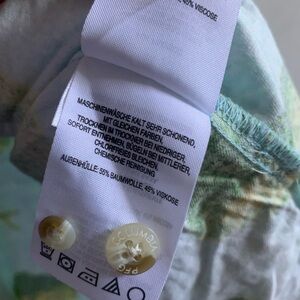 45% VISCOSE
MASCHINENWÄSCHE KALT SEHR SCHONEND,
MIT GLEICHEN FARBEN,
TROCKNEN IM TROCKNER BEI NIEDRIGER,
SOFORT ENTNEHMEN, BÜGELN BEI MITTLERER,
CHLORFREIES BLEICHEN
CHEMISCHE REINIGUNG
AUßENHÜLLE: 55% BAUMWOLLE, 45% VISKOSE
COLUMBIA
PFG